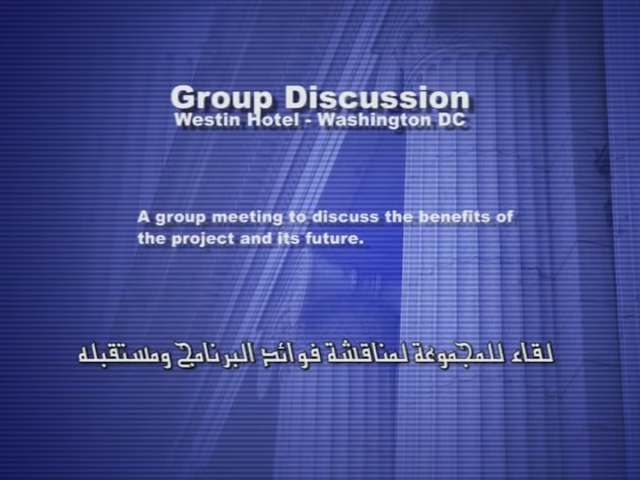 Group Discussion
Westin Hotel - Washington DC
A group meeting to discuss the benefits of
the project and its future.
لقاء للمجموعة لمناقشة فوائد البرنامج ومستقبله